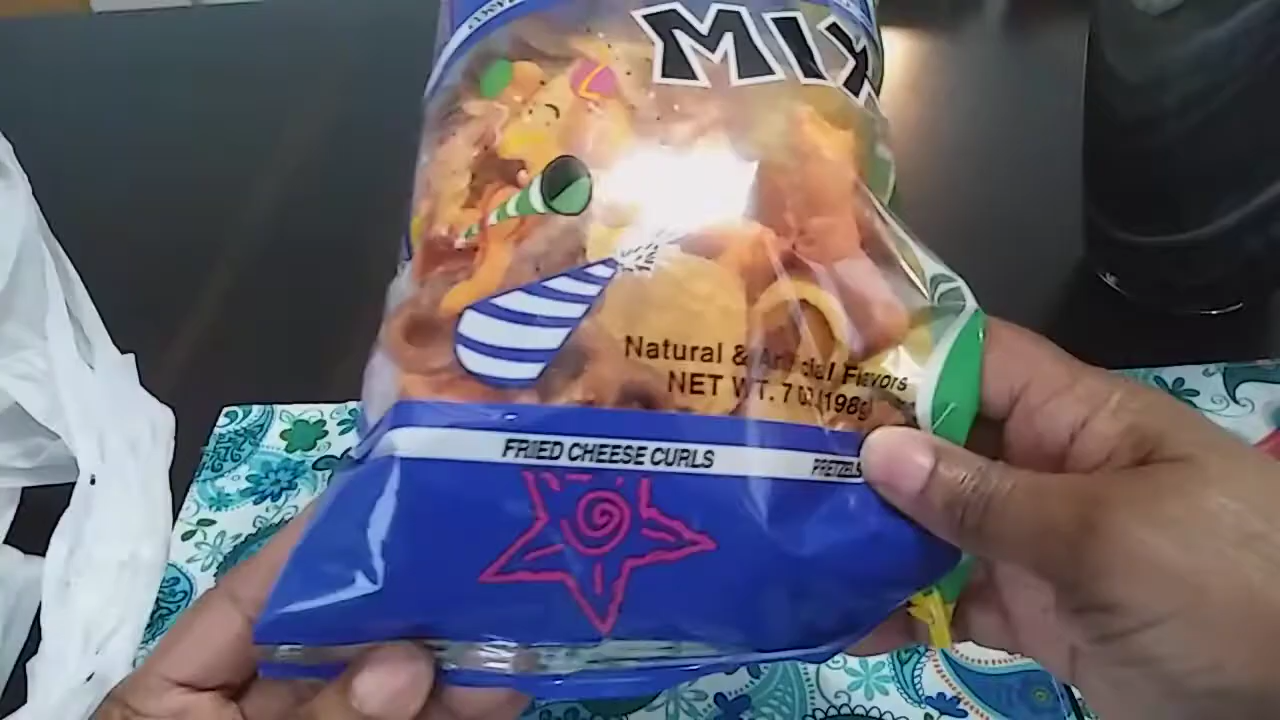 MIX
Natural & Artificial Flavors
NET WT. 7 OZ. (198g)
FRIED CHEESE CURLS
PRETZELS